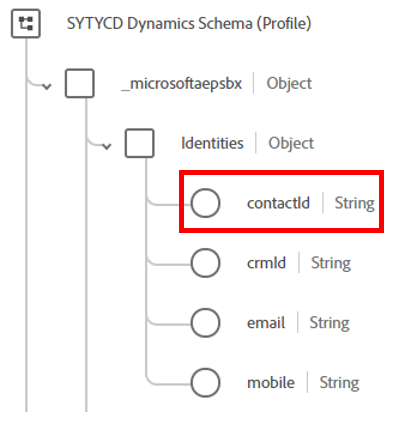 SYTYCD Dynamics Schema (Profile)
_microsoftaepsbx | Object
Identities | Object
contactId | String
crmId | String
email | String
mobile | String